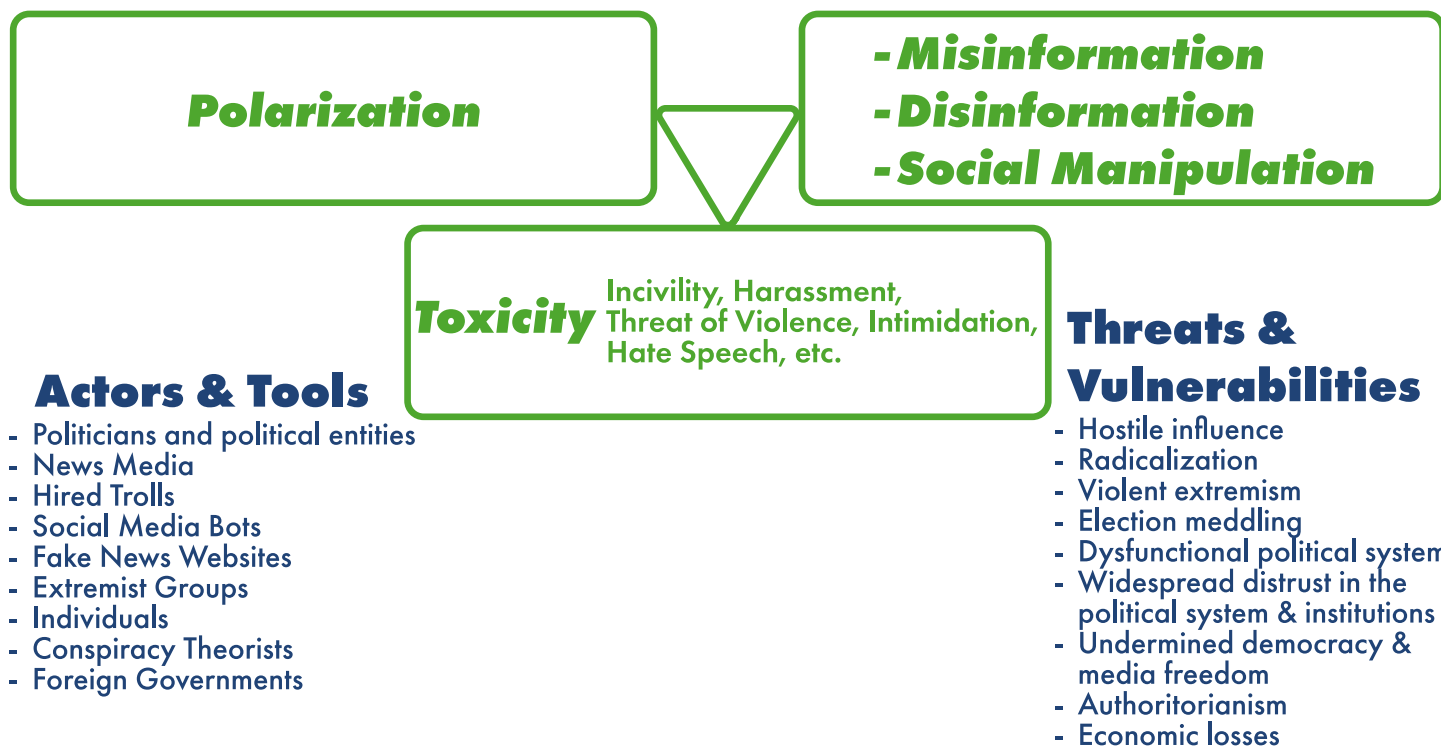 Polarization
- Misinformation
- Disinformation
- Social Manipulation
Toxicity
Incivility, Harassment,
Threat of Violence, Intimidation,
Hate Speech, etc.
Actors & Tools
- Politicians and political entities
- News Media
- Hired Trolls
- Social Media Bots
- Fake News Websites
- Extremist Groups
- Individuals
- Conspiracy Theorists
- Foreign Governments
Threats &
Vulnerabilities
- Hostile influence
- Radicalization
- Violent extremism
- Election meddling
- Dysfunctional political system
- Widespread distrust in the
political system & institutions
- Undermined democracy &
media freedom
- Authoritorianism
- Economic losses